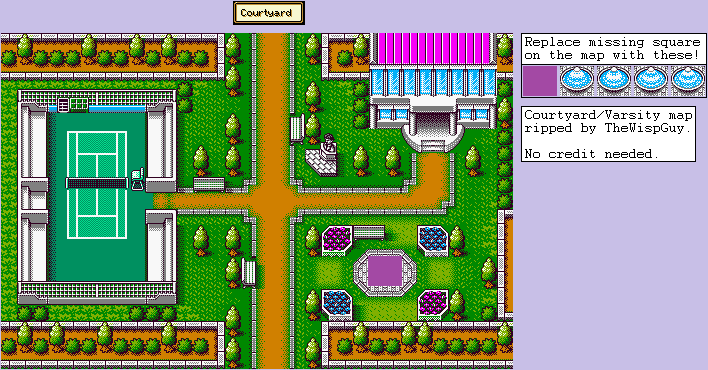 Courtyard
Replace missing square
on the map with these!
Courtyard/Varsity map
ripped by TheWispGuy.
No credit needed.